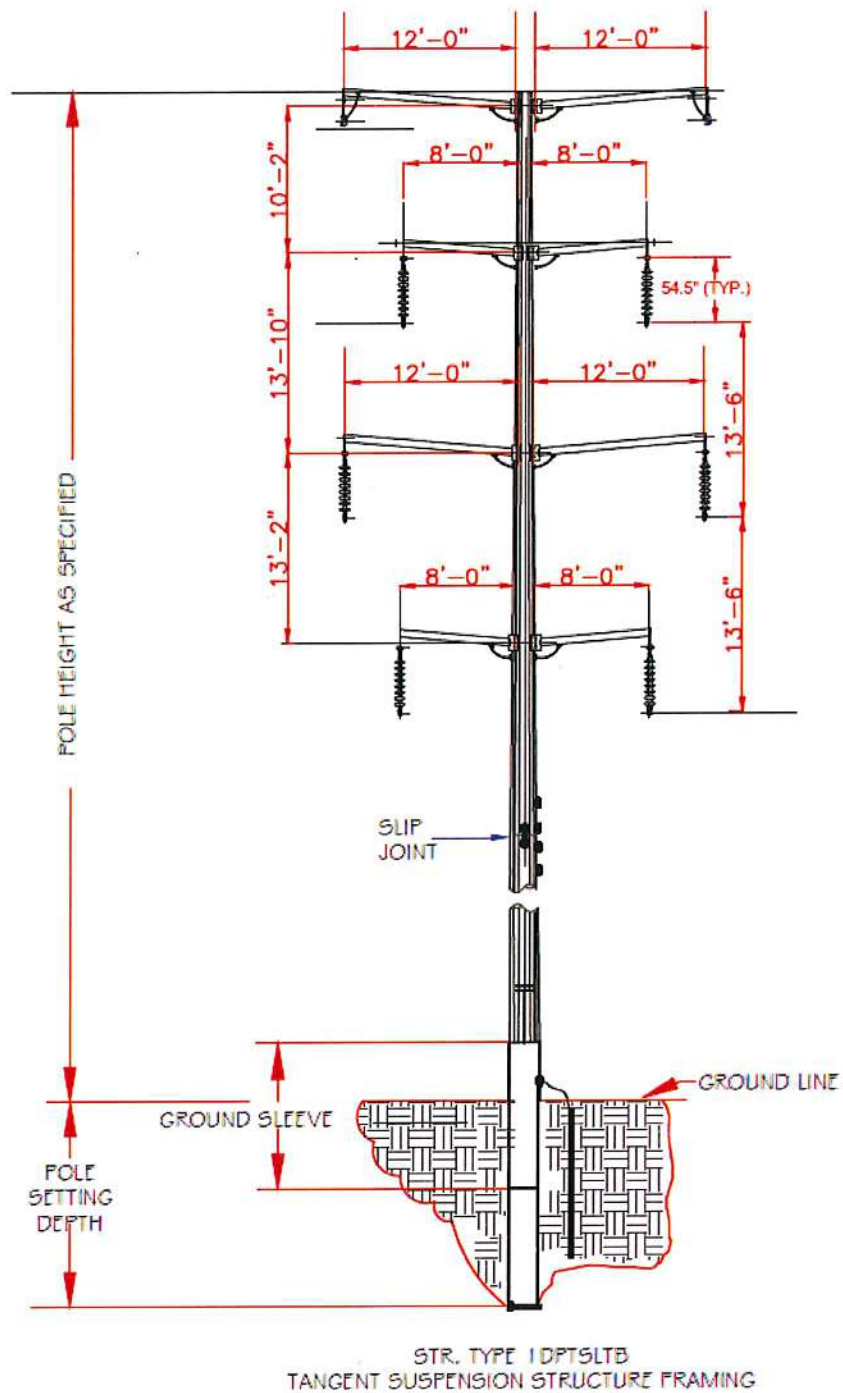 12'-0" 12'-0"
10'-2"
8'-0" 8'-0"
54.5" (TYP.)
13'-10"
12'-0" 12'-0"
13'-6"
POLE HEIGHT AS SPECIFIED
13'-2"
8'-0" 8'-0"
13'-6"
SLIP
JOINT
GROUND LINE
GROUND SLEEVE
POLE
SETTING
DEPTH
STR. TYPE 1DPTSLTB
TANGENT SUSPENSION STRUCTURE FRAMING